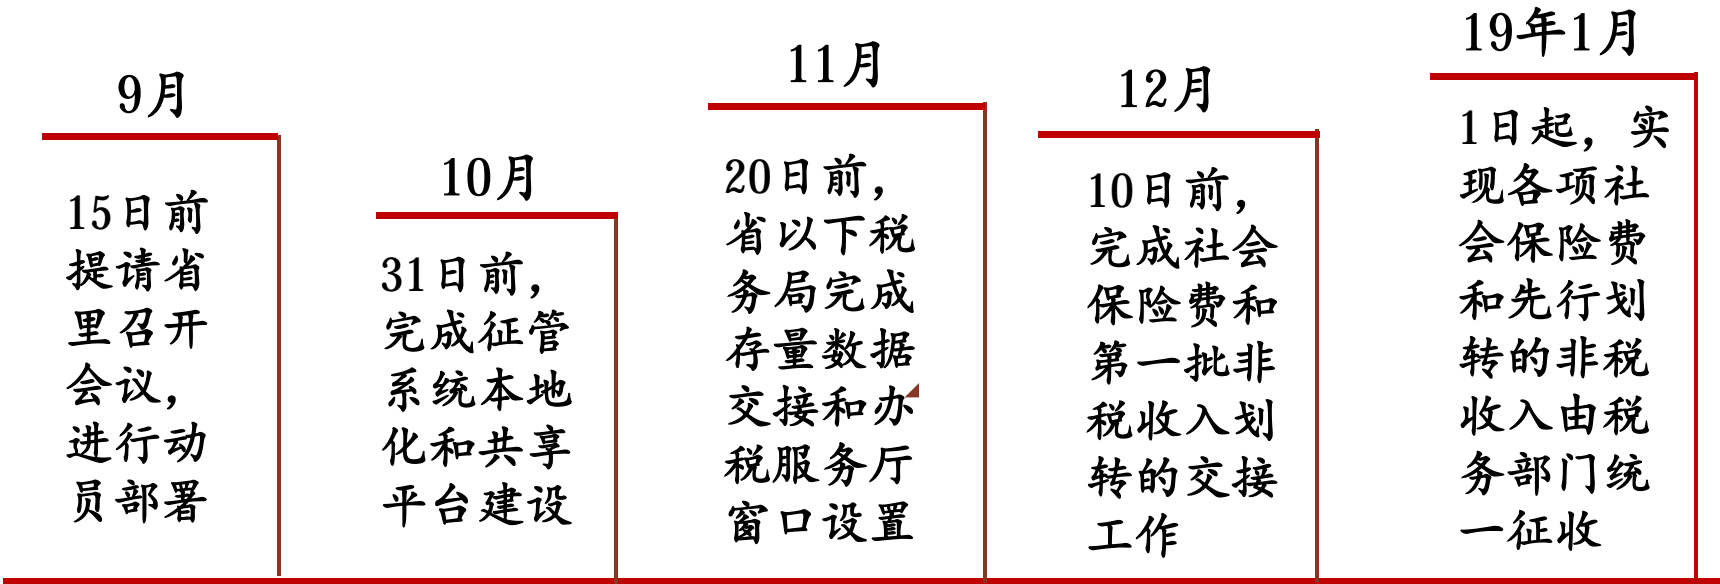 9月
15日前
提请省
里召开
会议，
进行动
员部署
10月
31日前，
完成征管
系统本地
化和共享
平台建设
11月
20日前，
省以下税
务局完成
存量数据
交接和办
税服务厅
窗口设置
12月
10日前，
完成社会
保险费和
第一批非
税收入划
转的交接
工作
19年1月
1日起，实
现各项社
会保险费
和先行划
转的非税
收入由税
务部门统
一征收